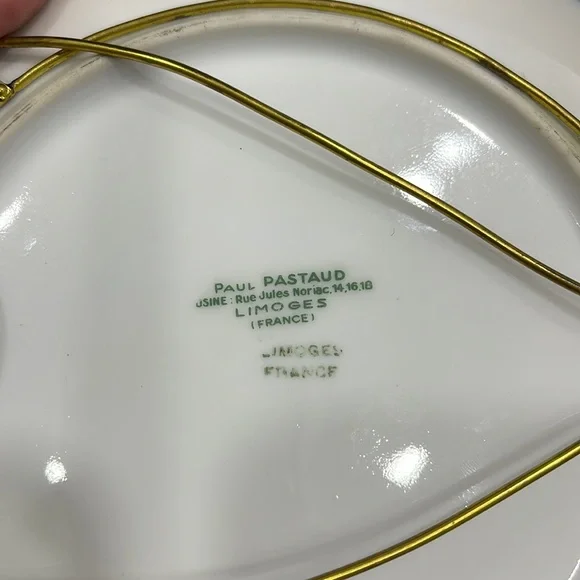 PAUL PASTAUD
USINE: Rue Jules Noriac.14,16,18
LIMOGES
(FRANCE)
LIMOGES
FRANCE